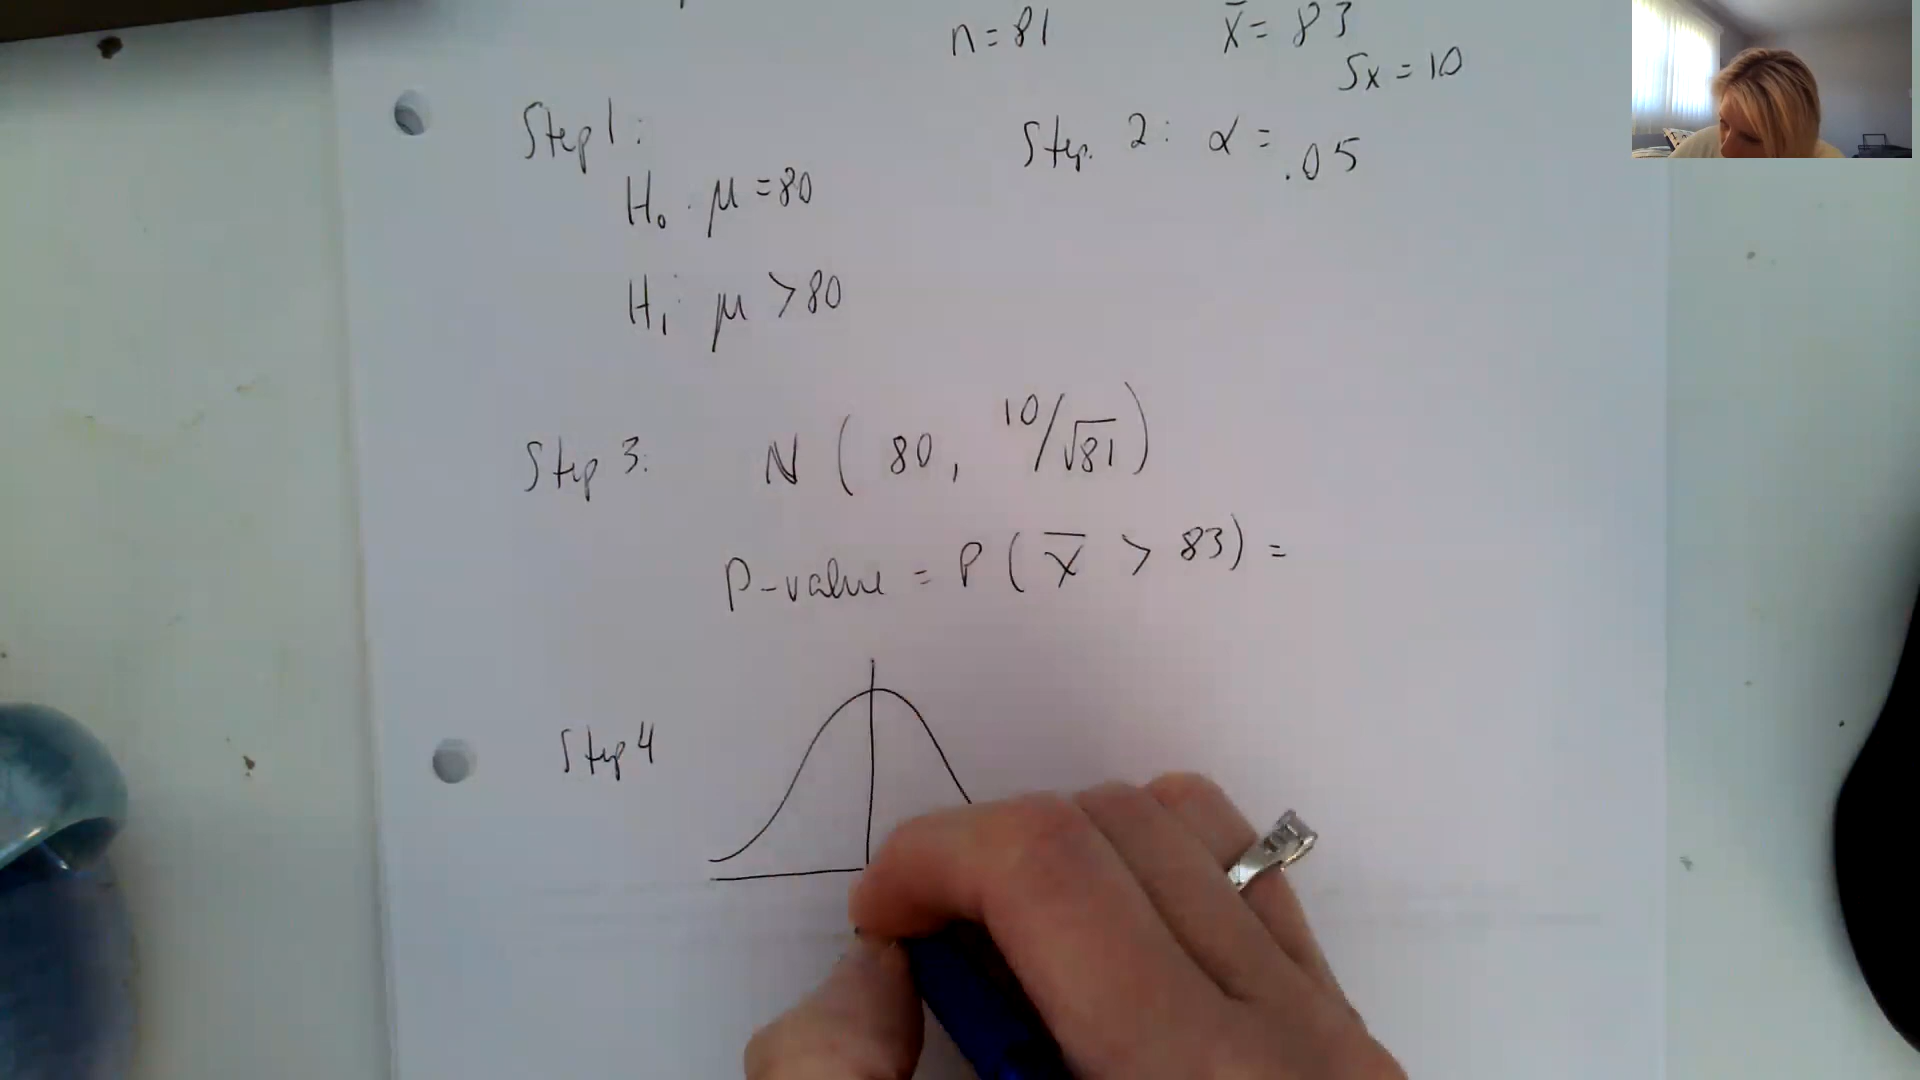 n=81 x̄= 83
Sx = 10
Step 1:
Step. 2: α = .05
H₀: μ =80
H₁: μ >80
Step 3: N ( 80, 10/√81)
P-value = P ( x̄ > 83) =
Step 4